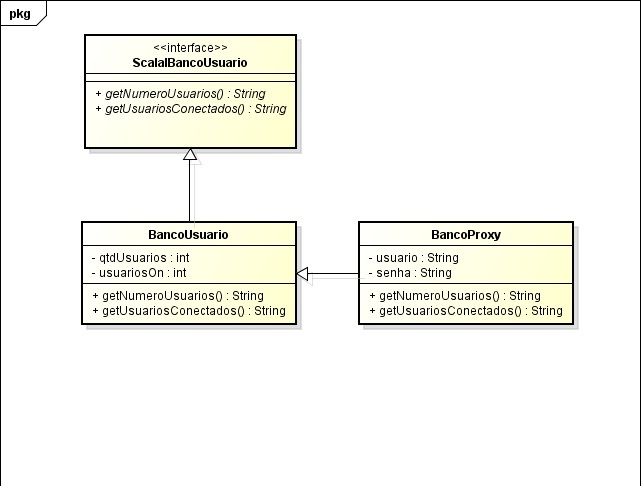 pkg
<<interface>>
ScalalBancoUsuario
+ getNumeroUsuarios() : String
+ getUsuariosConectados() : String
BancoUsuario
- qtdUsuarios : int
- usuariosOn : int
+ getNumeroUsuarios() : String
+ getUsuariosConectados() : String
BancoProxy
- usuario : String
- senha : String
+ getNumeroUsuarios() : String
+ getUsuariosConectados() : String